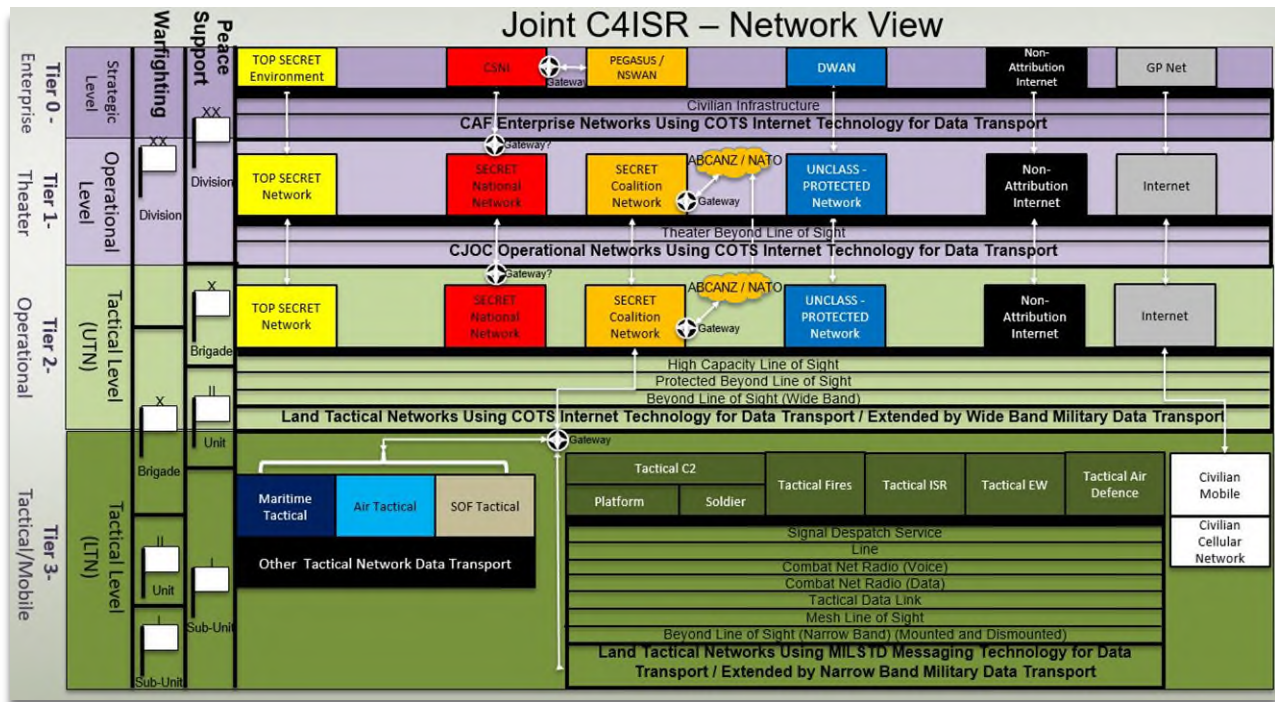 Joint C4ISR – Network View
Tier 0 -
Enterprise
Strategic
Level
Warfighting
Peace
Support
TOP SECRET
Environment
CSNI
Gateway
PEGASUS /
NSWAN
DWAN
Non-
Attribution
Internet
GP Net
Civilian Infrastructure
CAF Enterprise Networks Using COTS Internet Technology for Data Transport
XX
Division
XX
Division
Tier 1-
Theater
Operational
Level
Gateway?
TOP SECRET
Network
SECRET
National
Network
SECRET
Coalition
Network
ABCANZ / NATO
Gateway
UNCLASS -
PROTECTED
Network
Non-
Attribution
Internet
Internet
Theater Beyond Line of Sight
CJOC Operational Networks Using COTS Internet Technology for Data Transport
Tier 2-
Operational
Tactical Level
(UTN)
X
Brigade
II
Unit
Gateway?
TOP SECRET
Network
SECRET
National
Network
SECRET
Coalition
Network
ABCANZ / NATO
Gateway
UNCLASS -
PROTECTED
Network
Non-
Attribution
Internet
Internet
High Capacity Line of Sight
Protected Beyond Line of Sight
Beyond Line of Sight (Wide Band)
Land Tactical Networks Using COTS Internet Technology for Data Transport / Extended by Wide Band Military Data Transport
X
Brigade
Tier 3-
Tactical/Mobile
Tactical Level
(LTN)
II
Unit
I
Sub-Unit
I
Sub-Unit
Gateway
Maritime
Tactical
Air Tactical
SOF Tactical
Other Tactical Network Data Transport
Tactical C2
Platform
Soldier
Tactical Fires
Tactical ISR
Tactical EW
Tactical Air
Defence
Civilian
Mobile
Civilian
Cellular
Network
Signal Despatch Service
Line
Combat Net Radio (Voice)
Combat Net Radio (Data)
Tactical Data Link
Mesh Line of Sight
Beyond Line of Sight (Narrow Band) (Mounted and Dismounted)
Land Tactical Networks Using MILSTD Messaging Technology for Data
Transport / Extended by Narrow Band Military Data Transport